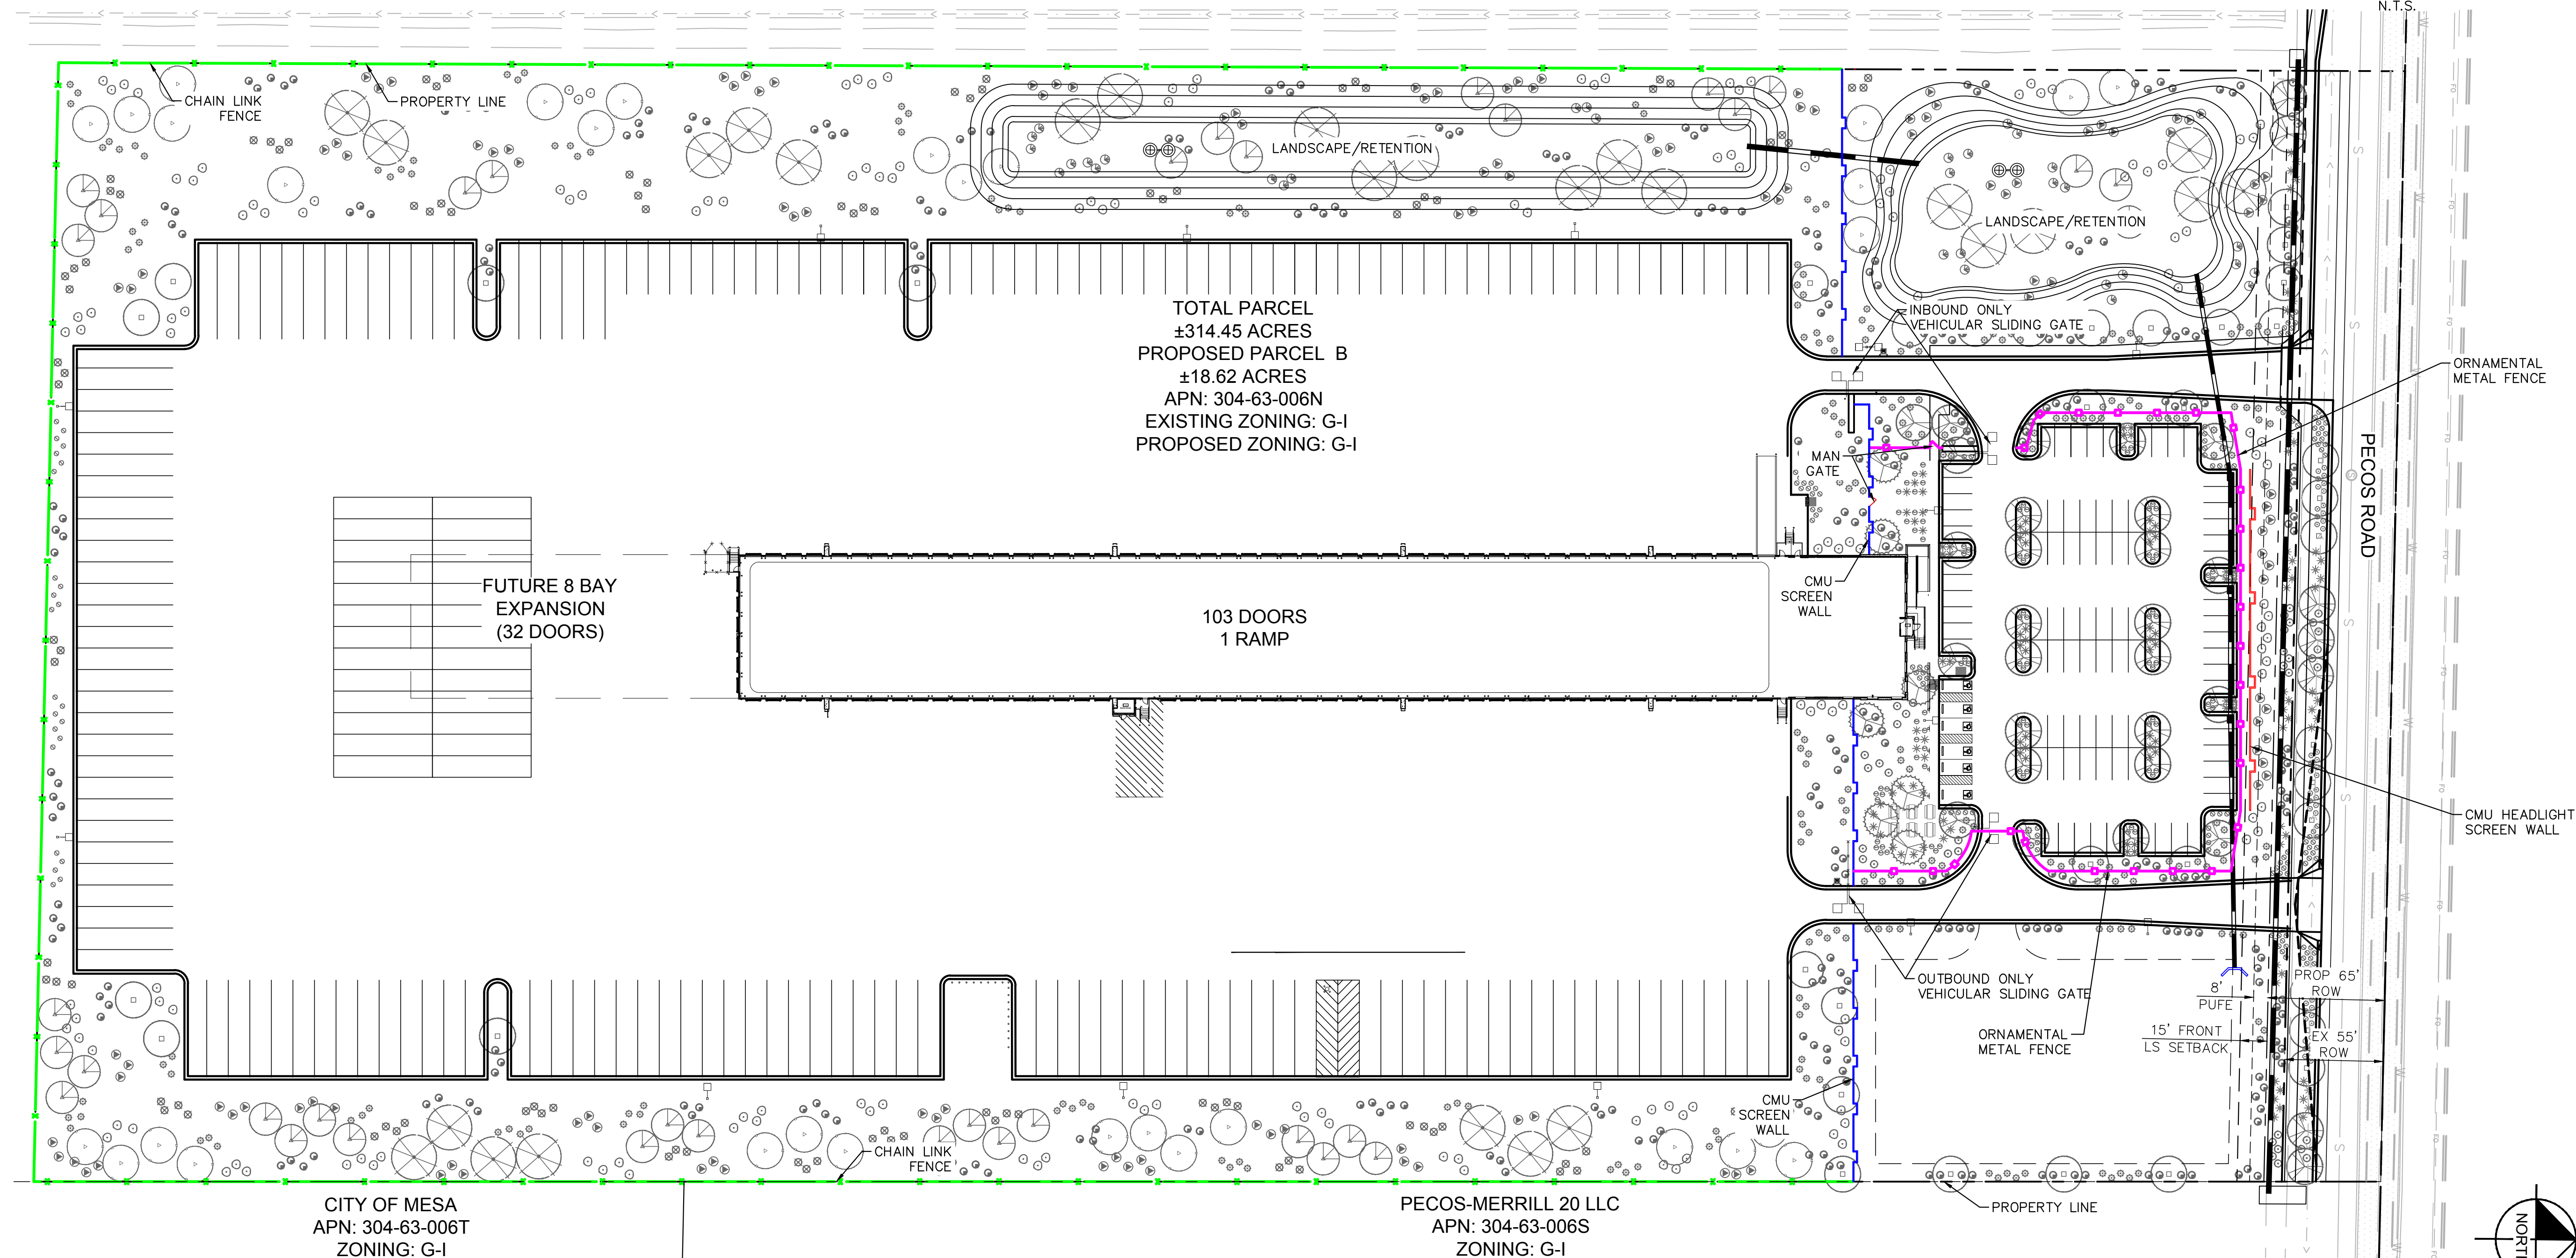 N.T.S.
CHAIN LINK
FENCE
PROPERTY LINE
LANDSCAPE/RETENTION
LANDSCAPE/RETENTION
TOTAL PARCEL
±314.45 ACRES
PROPOSED PARCEL B
±18.62 ACRES
APN: 304-63-006N
EXISTING ZONING: G-I
PROPOSED ZONING: G-I
INBOUND ONLY
VEHICULAR SLIDING GATE
ORNAMENTAL
METAL FENCE
MAN
GATE
PECOS ROAD
CMU
SCREEN
WALL
FUTURE 8 BAY
EXPANSION
(32 DOORS)
103 DOORS
1 RAMP
CMU HEADLIGHT
SCREEN WALL
OUTBOUND ONLY
VEHICULAR SLIDING GATE
PROP 65'
ROW
8'
PUFE
15' FRONT
LS SETBACK
EX 55'
ROW
ORNAMENTAL
METAL FENCE
CMU
SCREEN
WALL
CHAIN LINK
FENCE
PROPERTY LINE
CITY OF MESA
APN: 304-63-006T
ZONING: G-I
PECOS-MERRILL 20 LLC
APN: 304-63-006S
ZONING: G-I